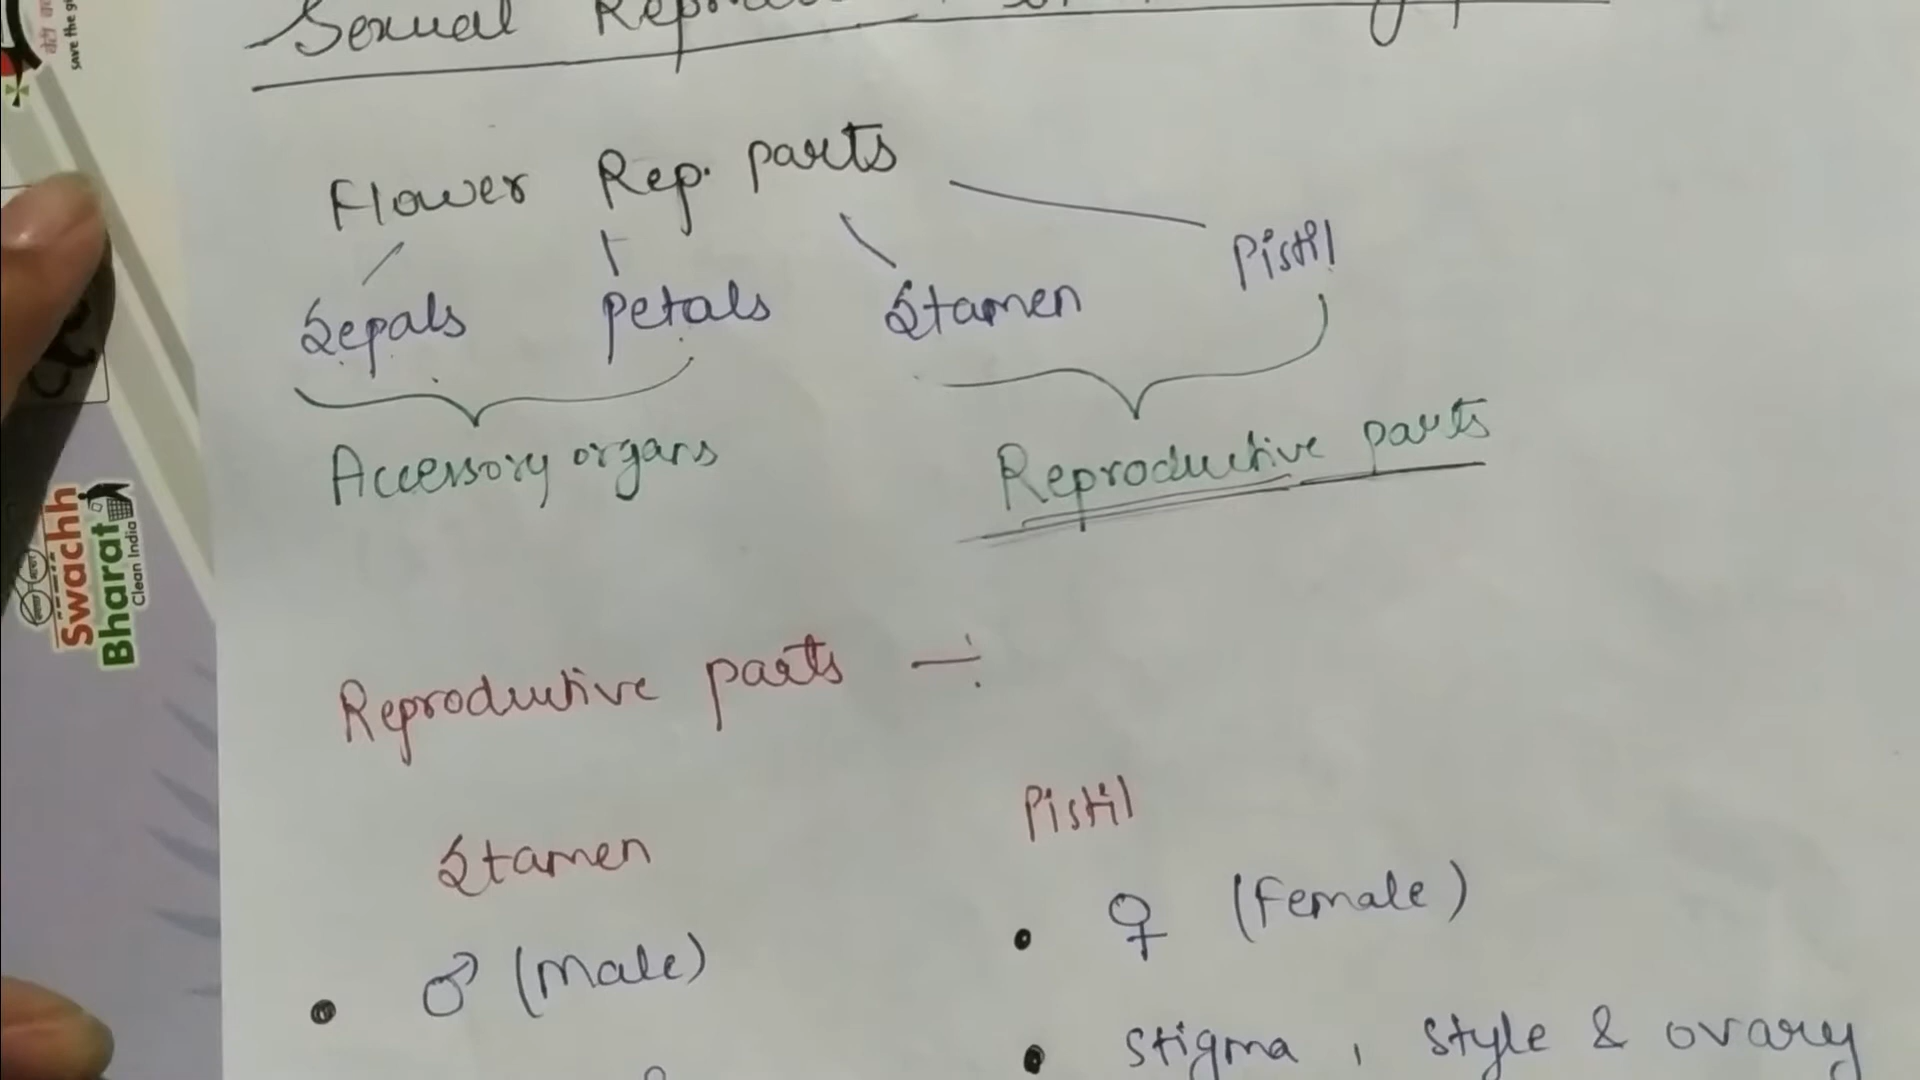 Sexual
Flower Rep. parts
Sepals petals Stamen Pistil
Accessory organs Reproductive parts
Reproductive parts
Stamen Pistil
♂ (Male) ♀ (Female)
Stigma, Style & ovary
Swachh
Bharat
Clean India